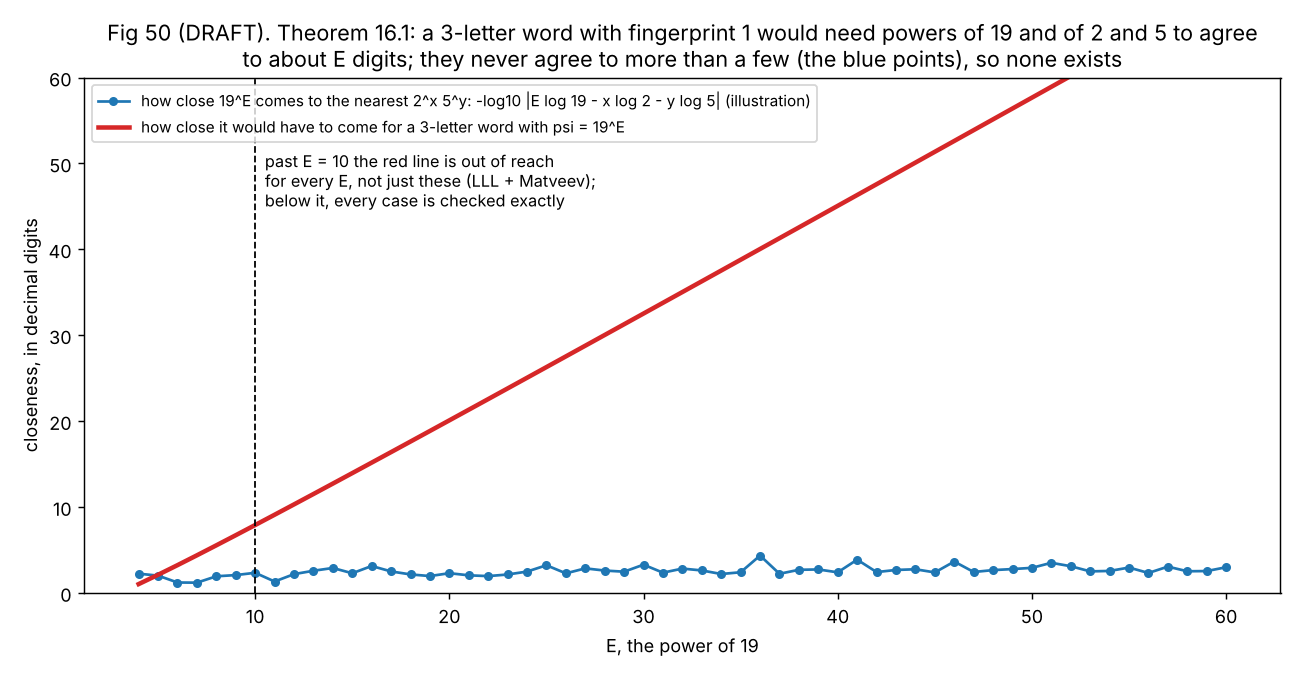 Fig 50 (DRAFT). Theorem 16.1: a 3-letter word with fingerprint 1 would need powers of 19 and of 2 and 5 to agree
to about E digits; they never agree to more than a few (the blue points), so none exists
how close 19^E comes to the nearest 2^x 5^y: -log10 |E log 19 - x log 2 - y log 5| (illustration)
how close it would have to come for a 3-letter word with psi = 19^E
past E = 10 the red line is out of reach
for every E, not just these (LLL + Matveev);
below it, every case is checked exactly
closeness, in decimal digits
60
50
40
30
20
10
0
10 20 30 40 50 60
E, the power of 19